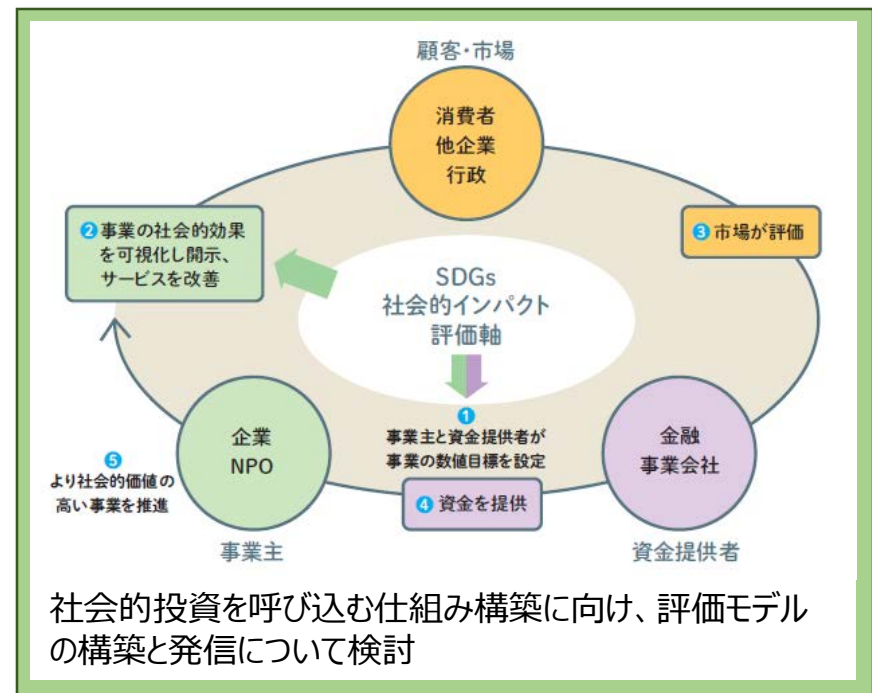 顧客・市場
消費者
他企業
行政
❷事業の社会的効果
を可視化し開示、
サービスを改善
❸市場が評価
SDGs
社会的インパクト
評価軸
❶
事業主と資金提供者が
事業の数値目標を設定
企業
NPO
金融
事業会社
❺
より社会的価値の
高い事業を推進
❹資金を提供
事業主
資金提供者
社会的投資を呼び込む仕組み構築に向け、評価モデル
の構築と発信について検討